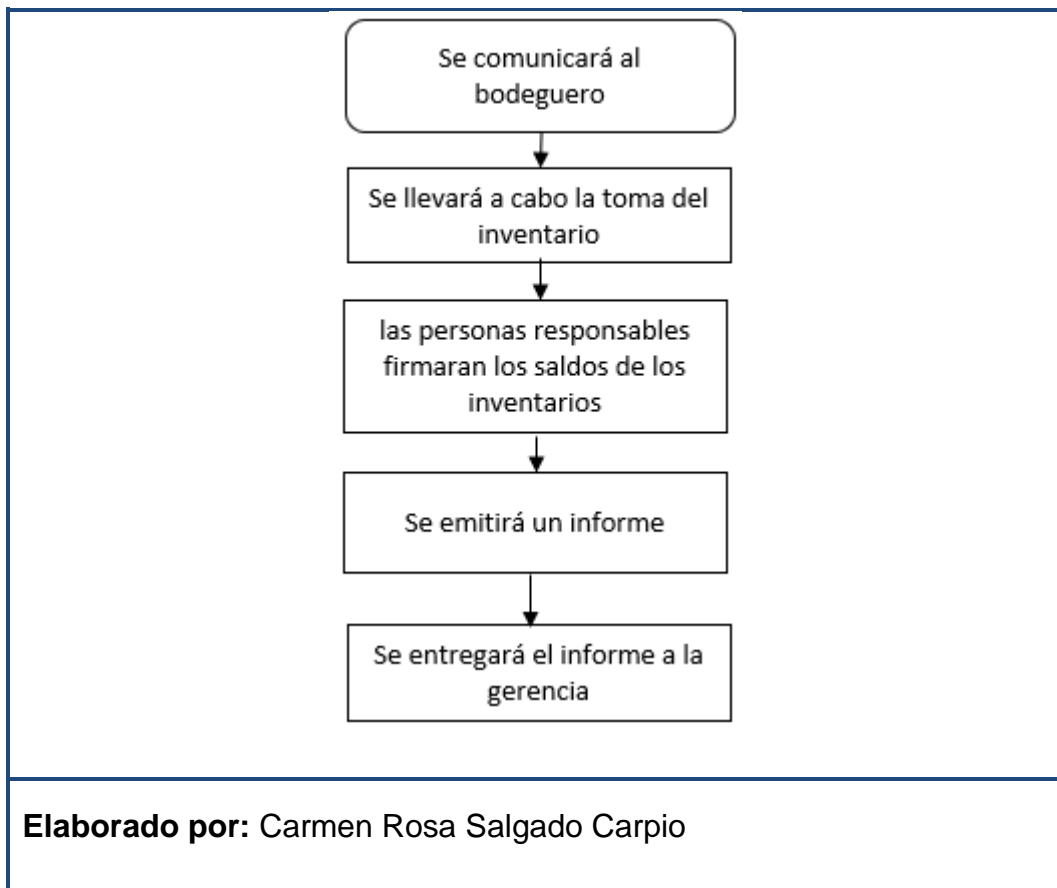 Se comunicará al
bodeguero
Se llevará a cabo la toma del
inventario
las personas responsables
firmaran los saldos de los
inventarios
Se emitirá un informe
Se entregará el informe a la
gerencia
Elaborado por: Carmen Rosa Salgado Carpio